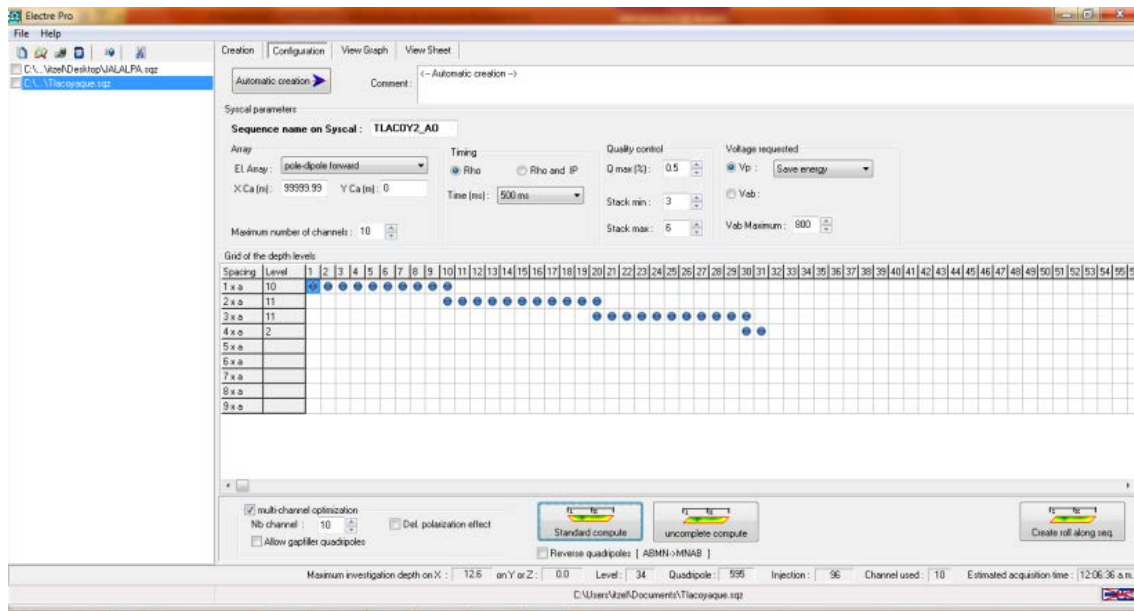 Electre Pro
File Help
C:\...\itzel\Desktop\JALALPA.sqz
C:\...\Tlacoyaque.sqz
Creation Configuration View Graph View Sheet
Automatic creation
Comment :
<-- Automatic creation -->
Syscal parameters
Sequence name on Syscal : TLACOY2_A0
Array
El. Array : pole-dipole forward
X Ca (m) : 99999.99 Y Ca (m) : 0
Maximum number of channels : 10
Timing
Rho Rho and IP
Time (ms) : 500 ms
Quality control
Q max (%) : 0.5
Stack min : 3
Stack max : 6
Voltage requested
Vp : Save energy
Vab :
Vab Maximum : 800
Grid of the depth levels
Spacing Level 1 2 3 4 5 6 7 8 9 10 11 12 13 14 15 16 17 18 19 20 21 22 23 24 25 26 27 28 29 30 31 32 33 34 35 36 37 38 39 40 41 42 43 44 45 46 47 48 49 50 51 52 53 54 55
1 x a 10
2 x a 11
3 x a 11
4 x a 2
5 x a
6 x a
7 x a
8 x a
9 x a
multi-channel optimization
Nb channel : 10
Del. polarization effect
Allow gapfiller quadripoles
Standard compute
uncomplete compute
Create roll along seq.
Reverse quadripoles [ ABMN->MNAB ]
Maximum investigation depth on X : 12.6 on Y or Z : 0.0 Level : 34 Quadripole : 595 Injection : 96 Channel used : 10 Estimated acquisition time : 12:06:36 a.m.
C:\Users\itzel\Documents\Tlacoyaque.sqz